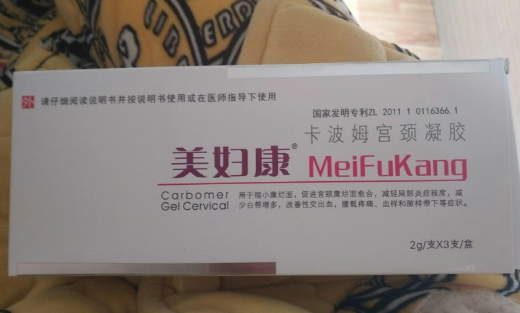 请仔细阅读说明书并按说明书使用或在医师指导下使用
国家发明专利ZL 2011 1 0116366.1
卡波姆宫颈凝胶
美妇康® MeiFuKang
Carbomer
Gel Cervical
用于缩小糜烂面，促进宫颈糜烂面愈合，减轻局部炎症程度，减
少白带增多，改善性交出血，腰骶疼痛、血样和脓样带下等症状。
2g/支X3支/盒